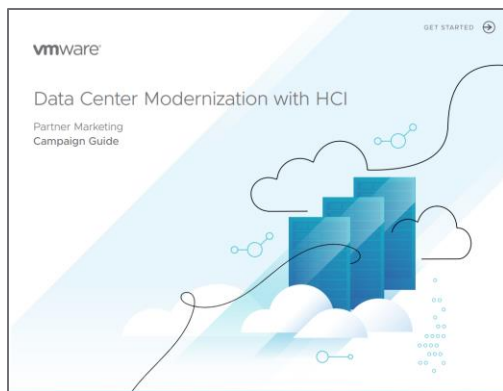 GET STARTED
vmware
Data Center Modernization with HCI
Partner Marketing
Campaign Guide